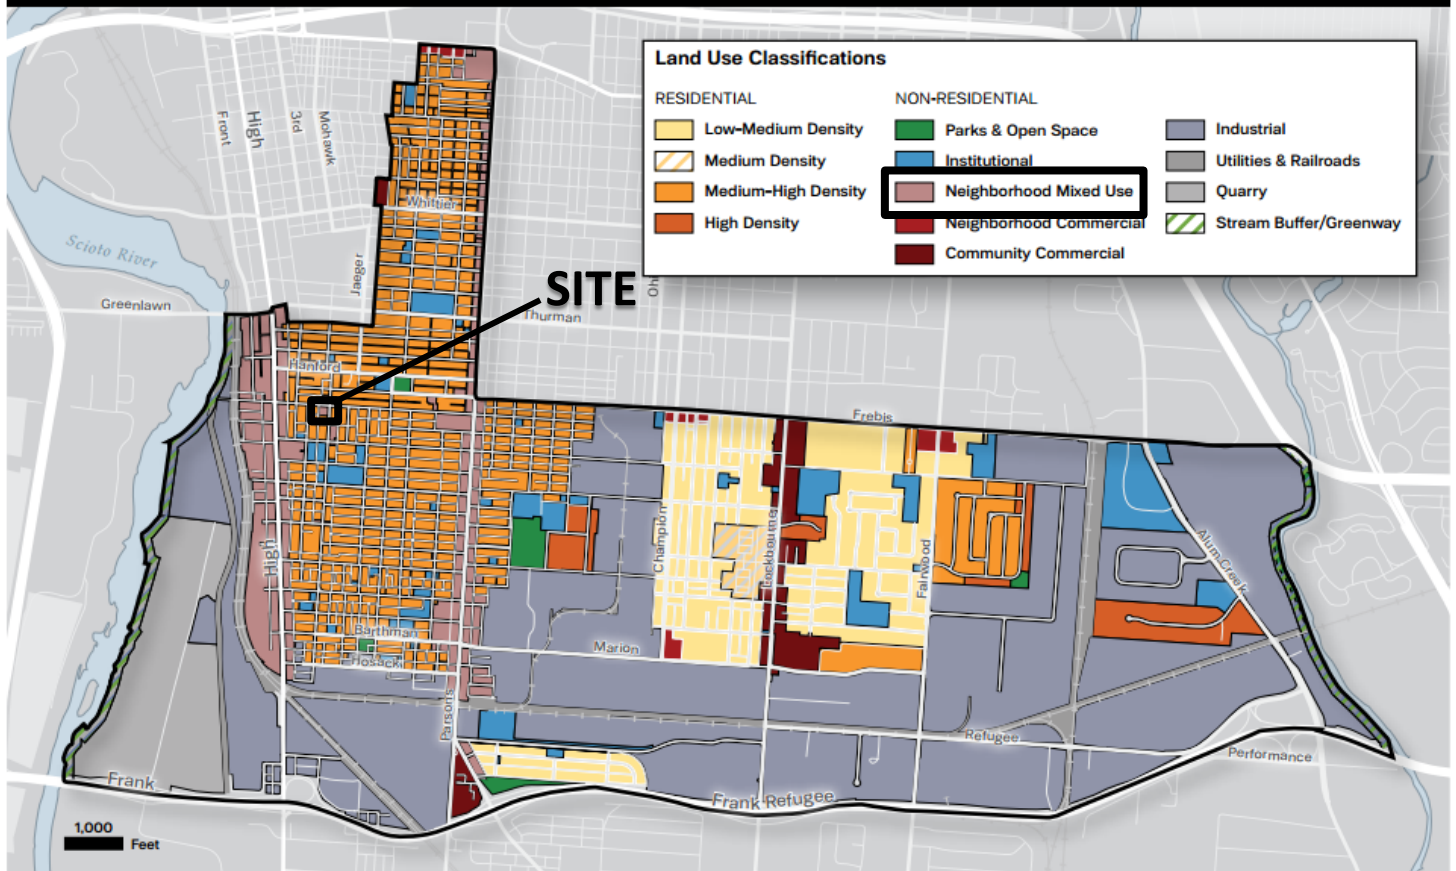 Land Use Classifications
RESIDENTIAL
Low-Medium Density
Medium Density
Medium-High Density
High Density
NON-RESIDENTIAL
Parks & Open Space
Institutional
Neighborhood Mixed Use
Neighborhood Commercial
Community Commercial
Industrial
Utilities & Railroads
Quarry
Stream Buffer/Greenway
Front
High
3rd
Mohawk
Whittier
Scioto River
Jaeger
SITE
Greenlawn
Thurman
Hanford
Frebis
Champion
Lockbourne
Fairwood
Alum Creek
High
Barthman
Hosack
Marion
Parsons
Refugee
Performance
Frank
Frank Refugee
1,000
Feet